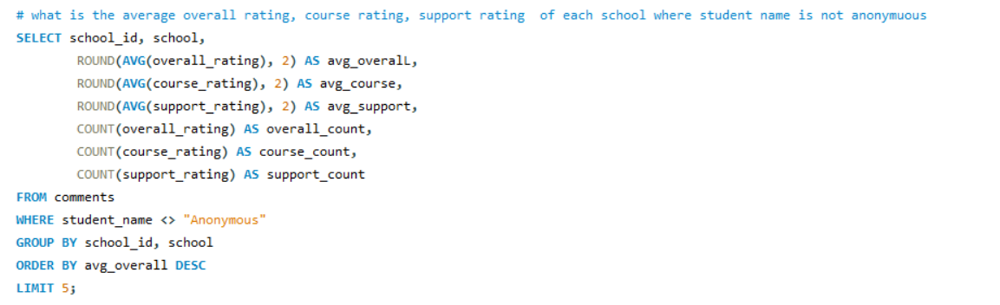 # what is the average overall rating, course rating, support rating  of each school where student name is not anonymuous
SELECT school_id, school,
ROUND(AVG(overall_rating), 2) AS avg_overalL,
ROUND(AVG(course_rating), 2) AS avg_course,
ROUND(AVG(support_rating), 2) AS avg_support,
COUNT(overall_rating) AS overall_count,
COUNT(course_rating) AS course_count,
COUNT(support_rating) AS support_count
FROM comments
WHERE student_name <> "Anonymous"
GROUP BY school_id, school
ORDER BY avg_overall DESC
LIMIT 5;